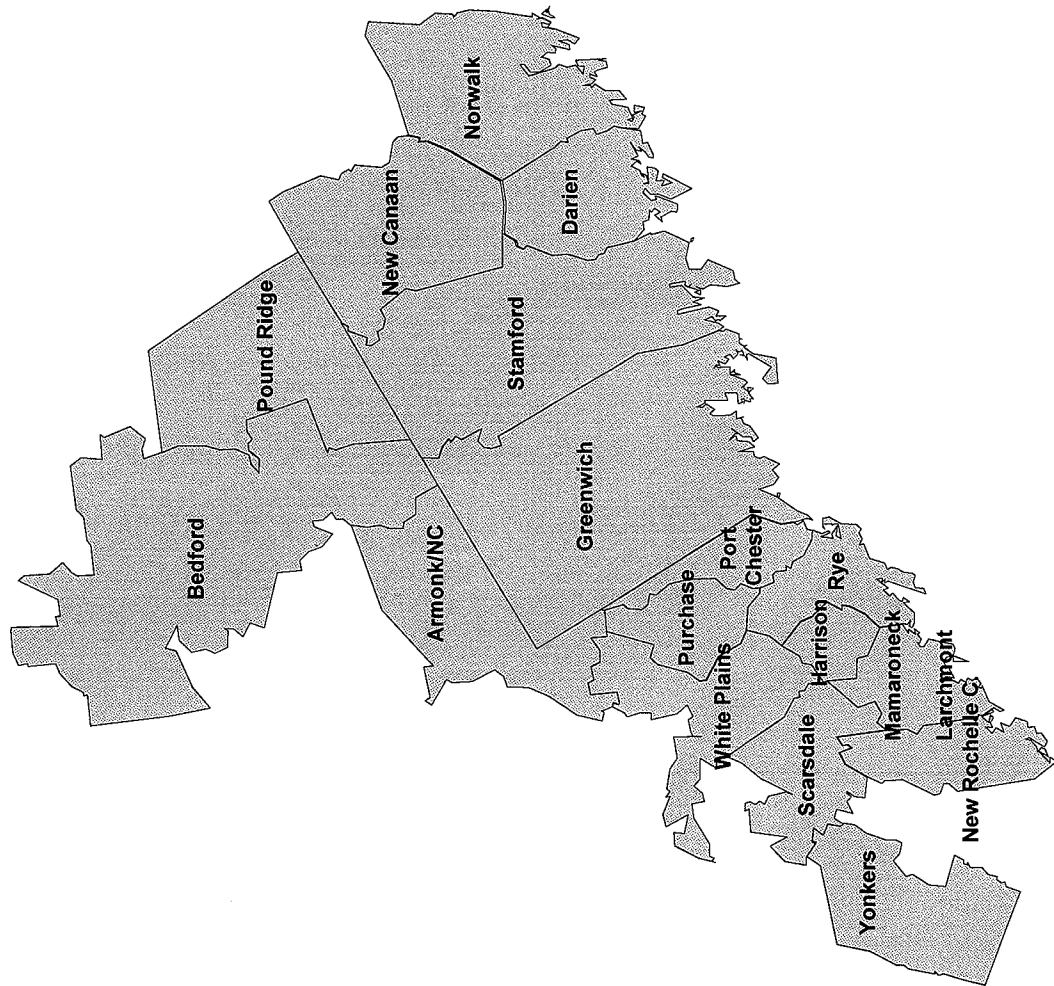 Bedford
Pound Ridge
Armonk/NC
New Canaan
Norwalk
Stamford
Darien
Greenwich
Purchase
Port
Chester
White Plains
Harrison
Rye
Scarsdale
Mamaroneck
Larchmont
New Rochelle C.
Yonkers